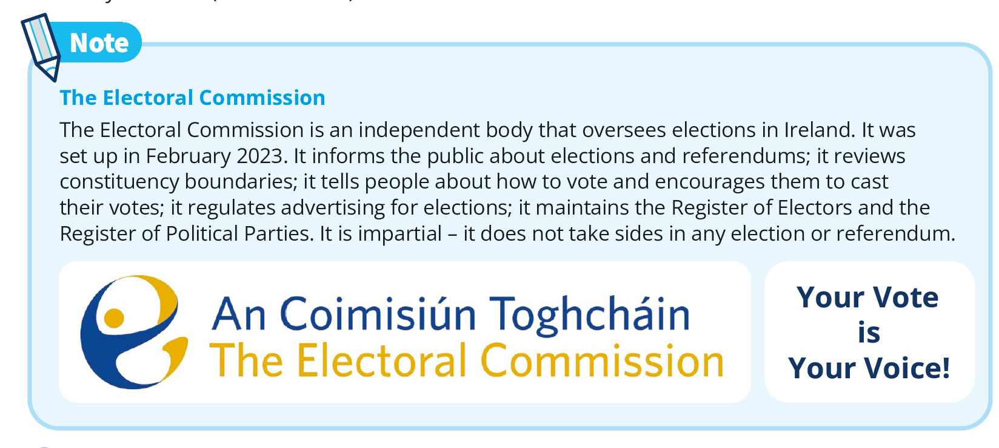 Note
The Electoral Commission
The Electoral Commission is an independent body that oversees elections in Ireland. It was
set up in February 2023. It informs the public about elections and referendums; it reviews
constituency boundaries; it tells people about how to vote and encourages them to cast
their votes; it regulates advertising for elections; it maintains the Register of Electors and the
Register of Political Parties. It is impartial – it does not take sides in any election or referendum.
An Coimisiún Toghcháin
The Electoral Commission
Your Vote
is
Your Voice!